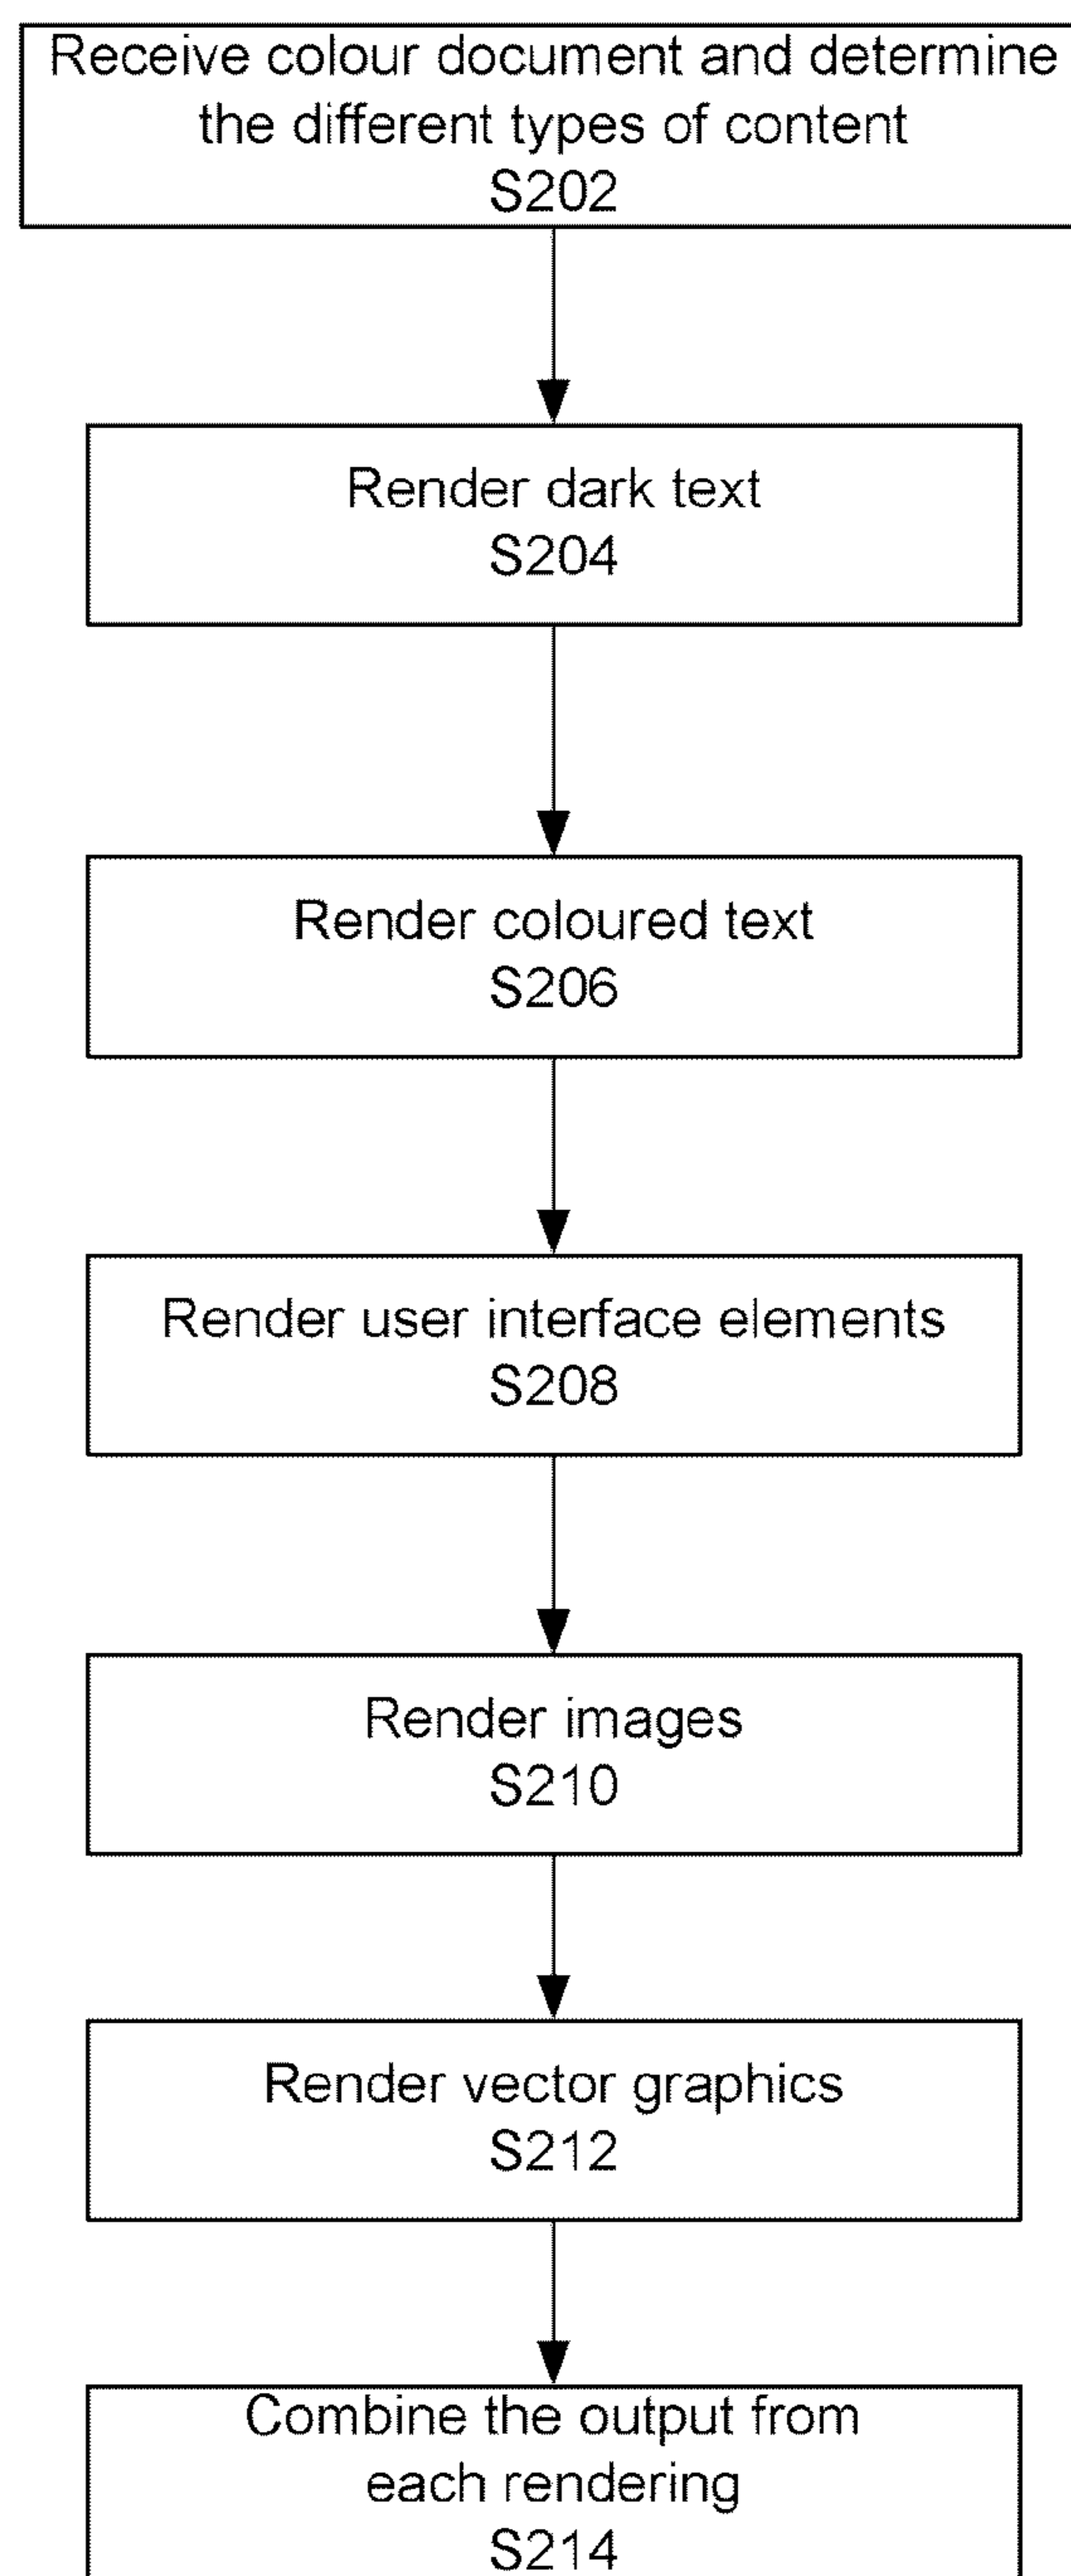 Receive colour document and determine
the different types of content
S202
Render dark text
S204
Render coloured text
S206
Render user interface elements
S208
Render images
S210
Render vector graphics
S212
Combine the output from
each rendering
S214